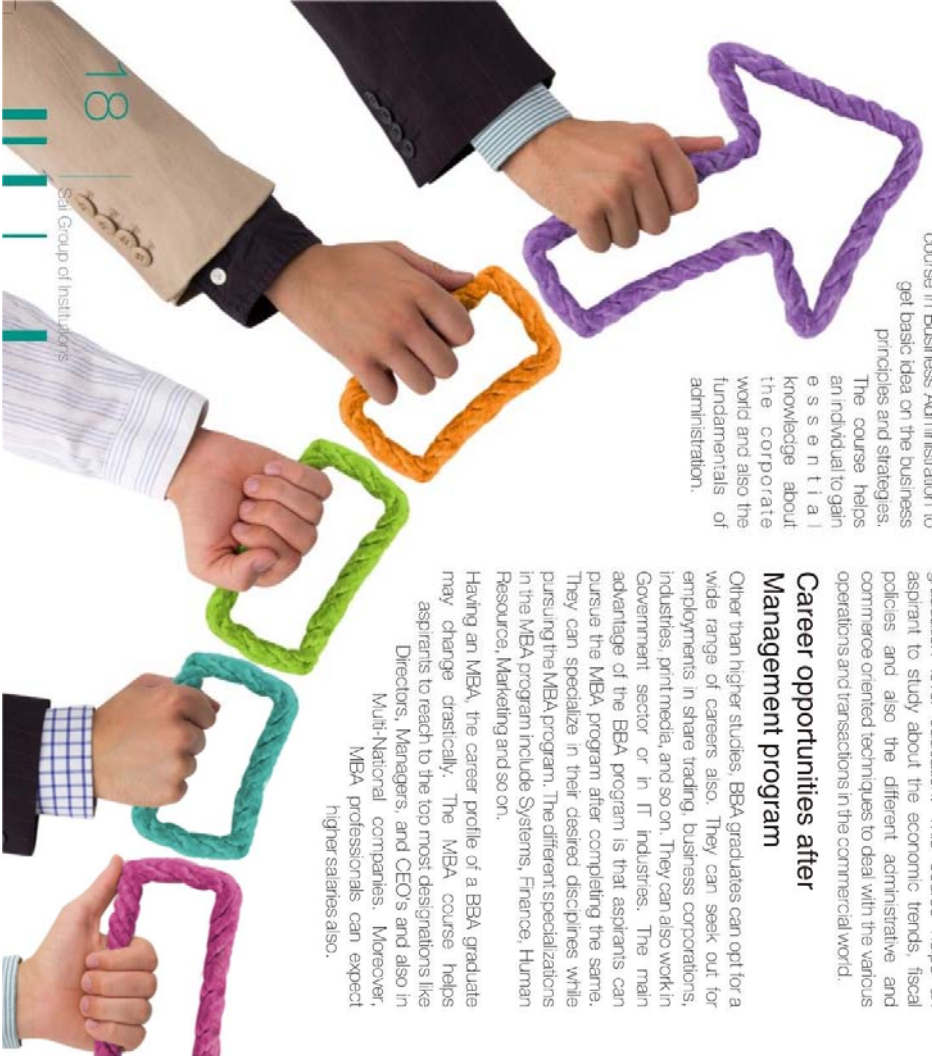 Course in Business Administration to
get basic idea on the business
principles and strategies.
The course helps
an individual to gain
essential
knowledge about
the corporate
world and also the
fundamentals of
administration.
aspirant to study about the economic trends, fiscal
policies and also the different administrative and
commerce oriented techniques to deal with the various
operations and transactions in the commercial world.
Career opportunities after
Management program
Other than higher studies, BBA graduates can opt for a
wide range of careers also. They can seek out for
employments in share trading, business corporations,
industries, print media, and so on. They can also work in
Government sector or in IT industries. The main
advantage of the BBA program is that aspirants can
pursue the MBA program after completing the same.
They can specialize in their desired disciplines while
pursuing the MBA program. The different specializations
in the MBA program include Systems, Finance, Human
Resource, Marketing and so on.
Having an MBA, the career profile of a BBA graduate
may change drastically. The MBA course helps
aspirants to reach to the top most designations like
Directors, Managers, and CEO's and also in
Multi-National companies. Moreover,
MBA professionals can expect
higher salaries also.
18
Sai Group of Institutions